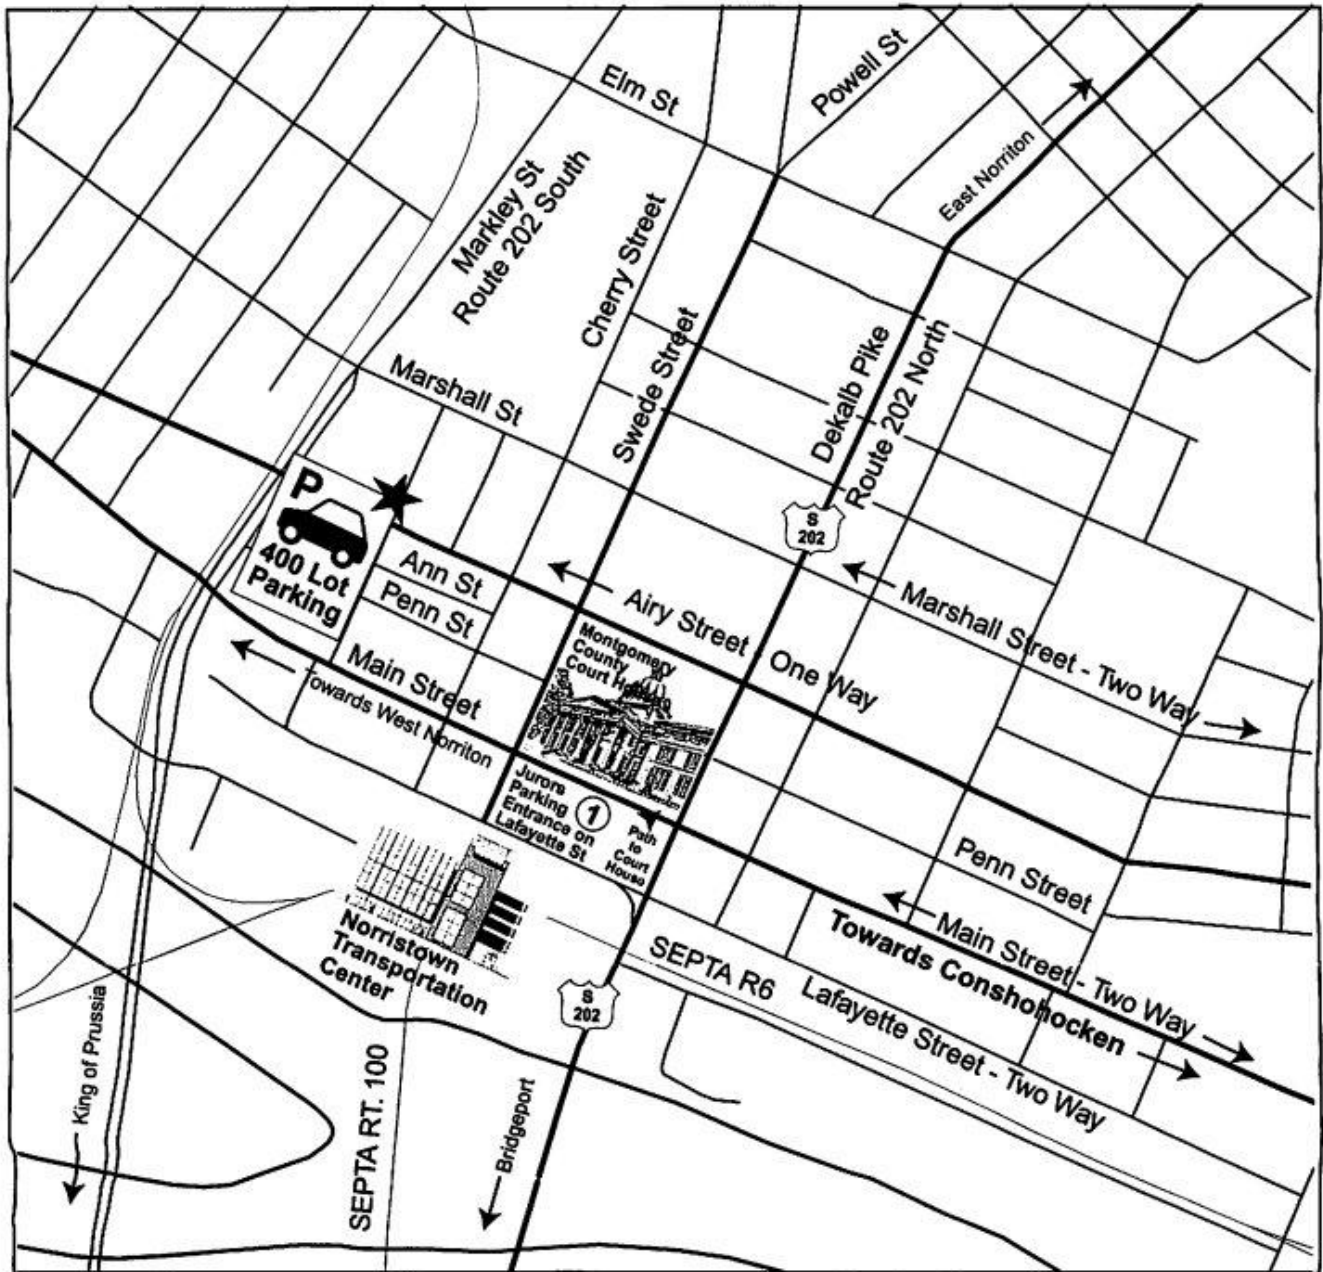 Elm St
Powell St
East Norriton
Markley St
Route 202 South
Cherry Street
Swede Street
Dekalb Pike
Route 202 North
Marshall St
P
400 Lot
Parking
S
202
Ann St
Penn St
Airy Street - One Way
Marshall Street - Two Way
Montgomery
County
Court House
Main Street
Towards West Norriton
Jurors
Parking
Entrance on
Lafayette St
1
Path
to
Court
House
Penn Street
Main Street - Two Way
Towards Conshohocken
Norristown
Transportation
Center
SEPTA R6
Lafayette Street - Two Way
S
202
King of Prussia
SEPTA RT. 100
Bridgeport